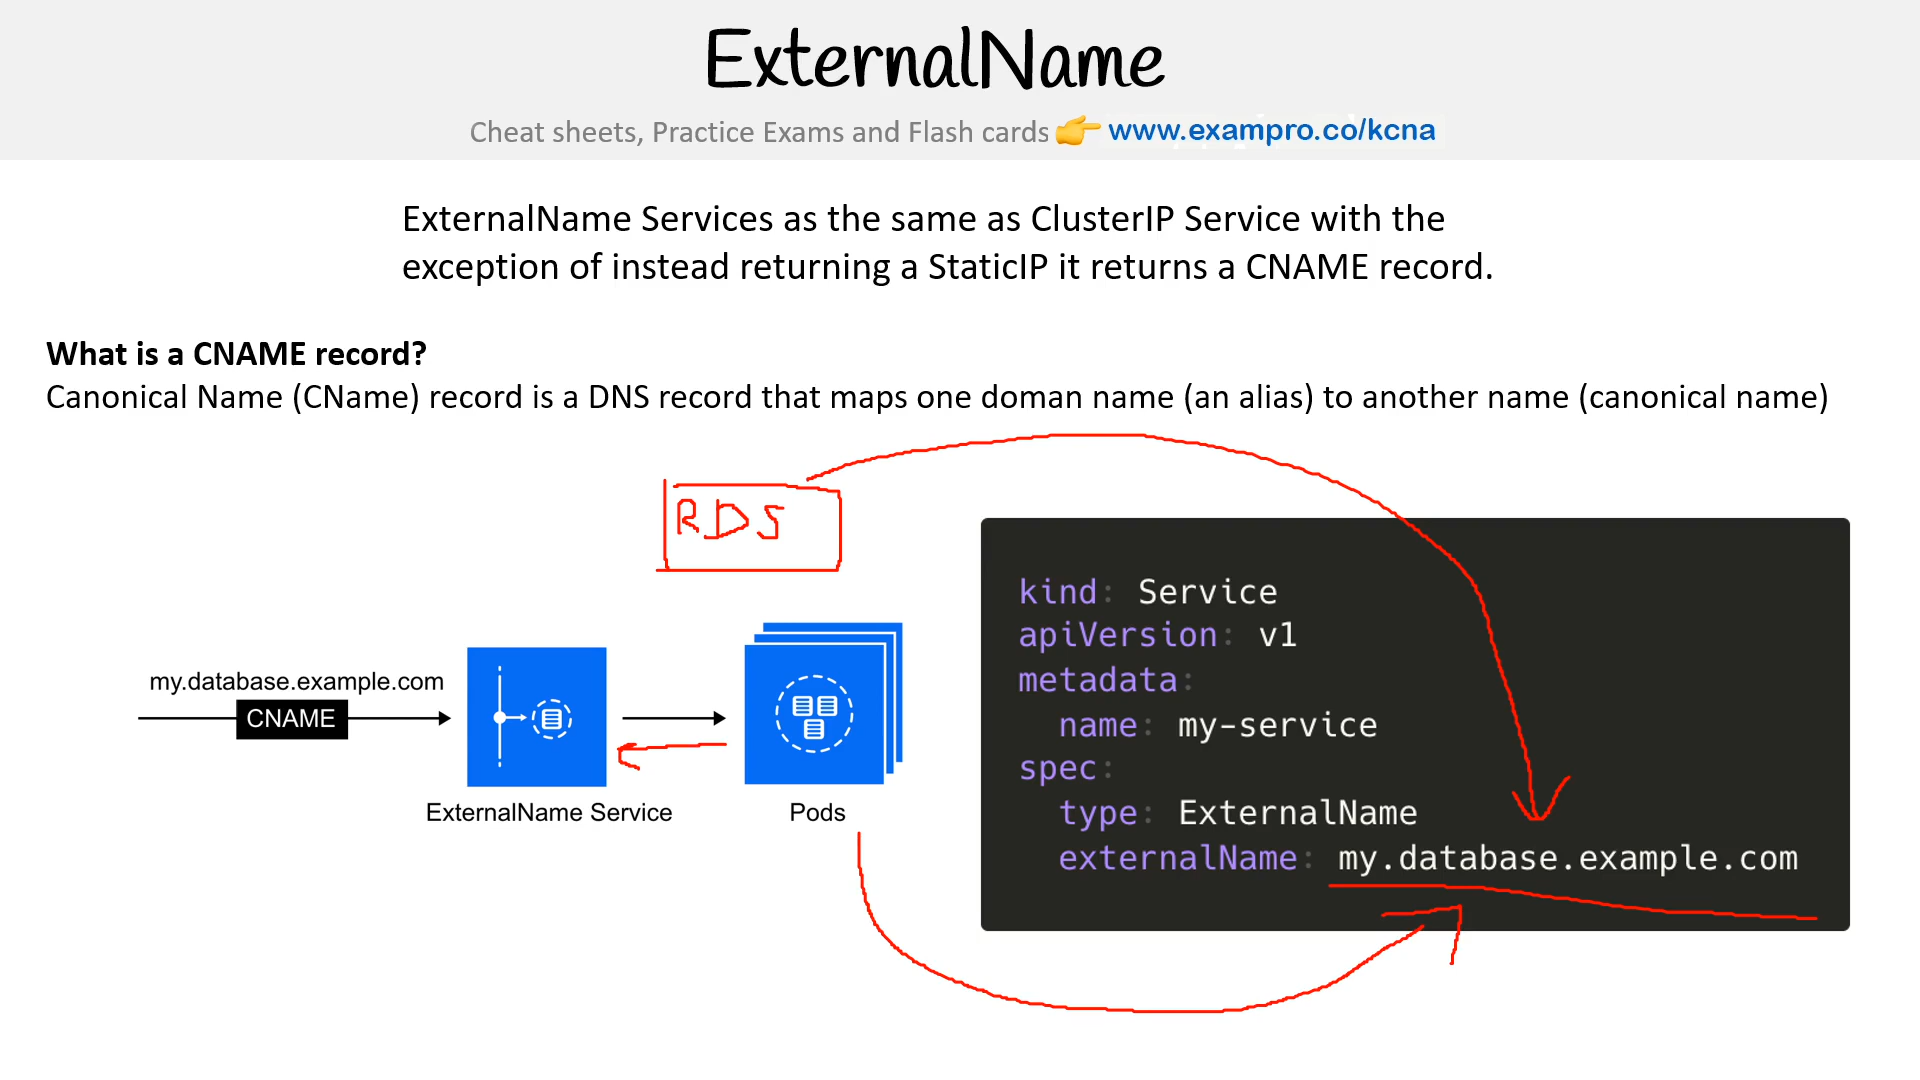 ExternalName
Cheat sheets, Practice Exams and Flash cards 👉 www.exampro.co/kcna
ExternalName Services as the same as ClusterIP Service with the
exception of instead returning a StaticIP it returns a CNAME record.
What is a CNAME record?
Canonical Name (CName) record is a DNS record that maps one doman name (an alias) to another name (canonical name)
RDS
my.database.example.com
CNAME
ExternalName Service
Pods
kind: Service
apiVersion: v1
metadata:
  name: my-service
spec:
  type: ExternalName
  externalName: my.database.example.com